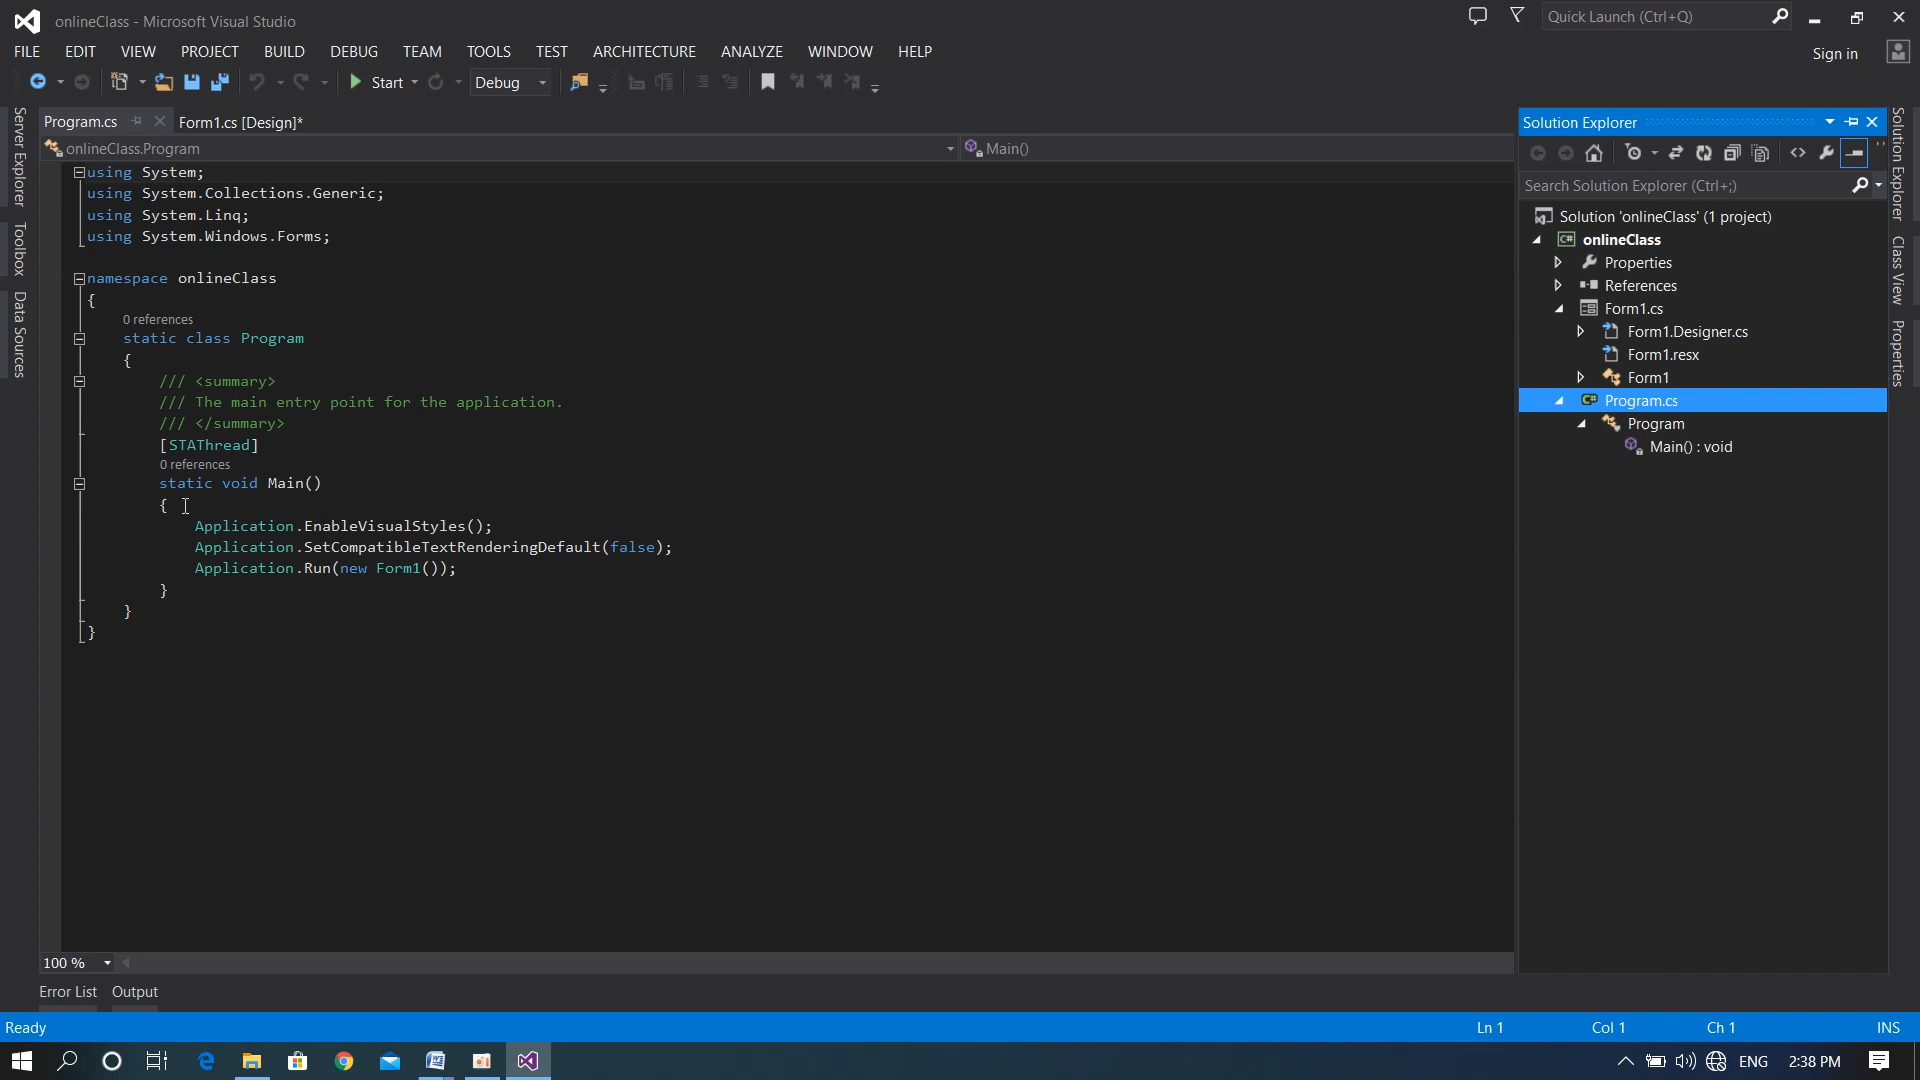 onlineClass - Microsoft Visual Studio
Quick Launch (Ctrl+Q)
FILE EDIT VIEW PROJECT BUILD DEBUG TEAM TOOLS TEST ARCHITECTURE ANALYZE WINDOW HELP
Sign in
Start
Debug
Server Explorer
Toolbox
Data Sources
Program.cs
Form1.cs [Design]*
onlineClass.Program
Main()
using System;
using System.Collections.Generic;
using System.Linq;
using System.Windows.Forms;
namespace onlineClass
{
0 references
static class Program
{
/// <summary>
/// The main entry point for the application.
/// </summary>
[STAThread]
0 references
static void Main()
{
Application.EnableVisualStyles();
Application.SetCompatibleTextRenderingDefault(false);
Application.Run(new Form1());
}
}
}
100 %
Solution Explorer
Search Solution Explorer (Ctrl+;)
Solution 'onlineClass' (1 project)
C# onlineClass
Properties
References
Form1.cs
Form1.Designer.cs
Form1.resx
Form1
C# Program.cs
Program
Main() : void
Solution Explorer
Class View
Properties
Error List
Output
Ready
Ln 1
Col 1
Ch 1
INS
ENG
2:38 PM